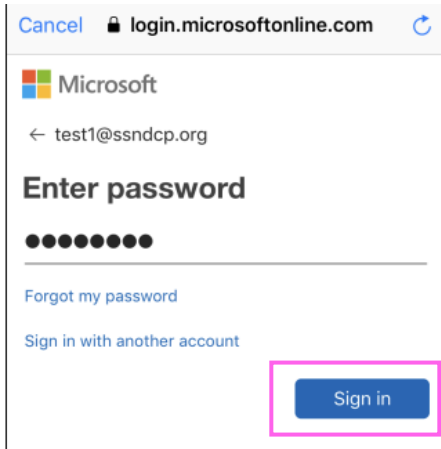 Cancel login.microsoftonline.com
Microsoft
← test1@ssndcp.org
Enter password
●●●●●●●●
Forgot my password
Sign in with another account
Sign in